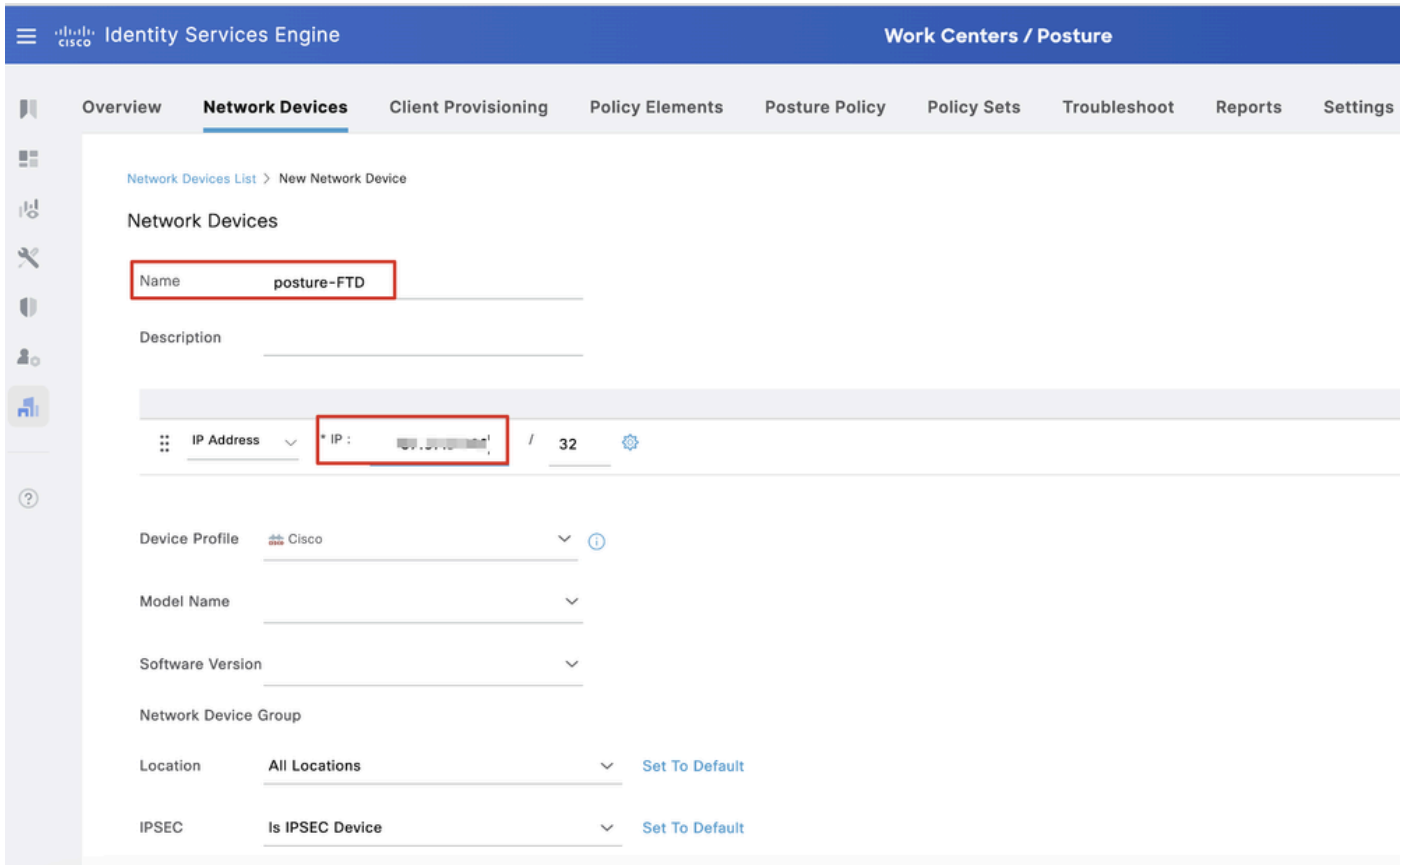 cisco Identity Services Engine
Work Centers / Posture
Overview Network Devices Client Provisioning Policy Elements Posture Policy Policy Sets Troubleshoot Reports Settings
Network Devices List > New Network Device
Network Devices
Name posture-FTD
Description
IP Address * IP : / 32
Device Profile Cisco
Model Name
Software Version
Network Device Group
Location All Locations Set To Default
IPSEC Is IPSEC Device Set To Default